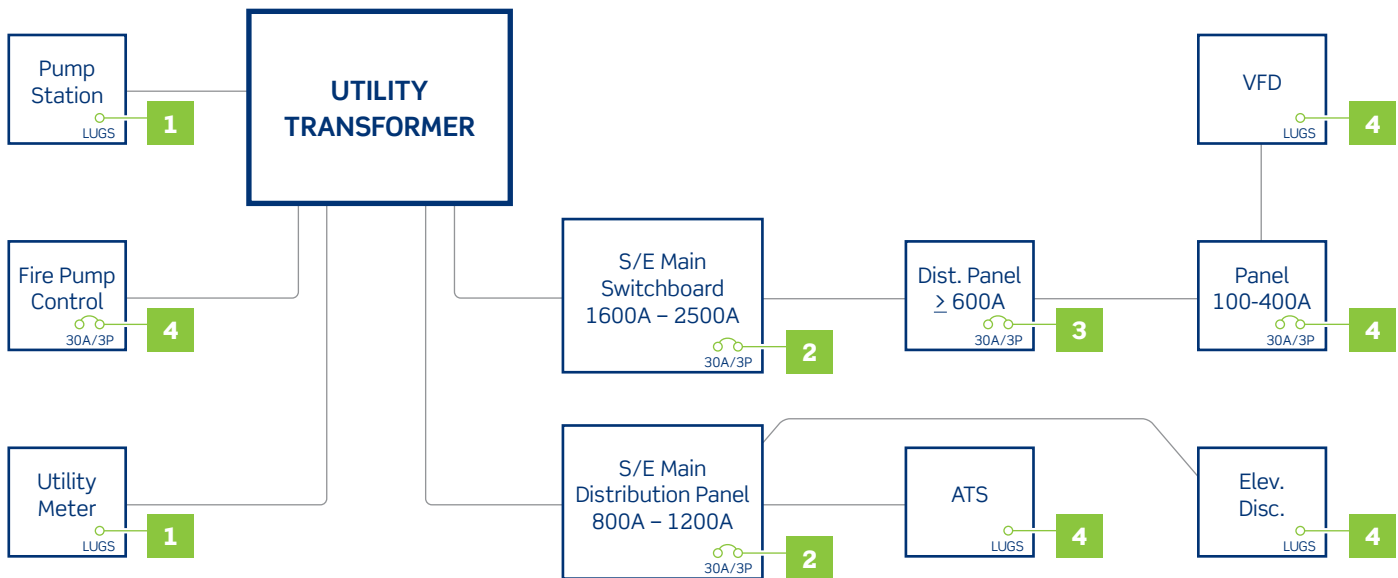 Pump
Station
LUGS
1
UTILITY
TRANSFORMER
VFD
LUGS
4
Fire Pump
Control
30A/3P
4
S/E Main
Switchboard
1600A – 2500A
30A/3P
2
Dist. Panel
≥ 600A
30A/3P
3
Panel
100-400A
30A/3P
4
Utility
Meter
LUGS
1
S/E Main
Distribution Panel
800A – 1200A
30A/3P
2
ATS
LUGS
4
Elev.
Disc.
LUGS
4